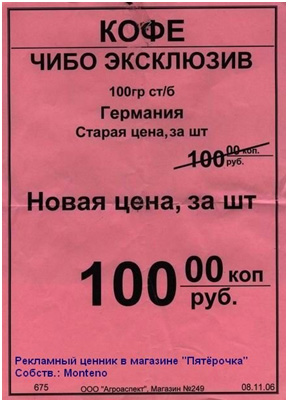 КОФЕ
ЧИБО ЭКСКЛЮЗИВ
100гр ст/б
Германия
Старая цена, за шт
100 00 коп.
руб.
Новая цена, за шт
100 00 коп
руб.
Рекламный ценник в магазине "Пятёрочка"
Собств.: Monteno
675 ООО "Агроаспект". Магазин №249 08.11.06